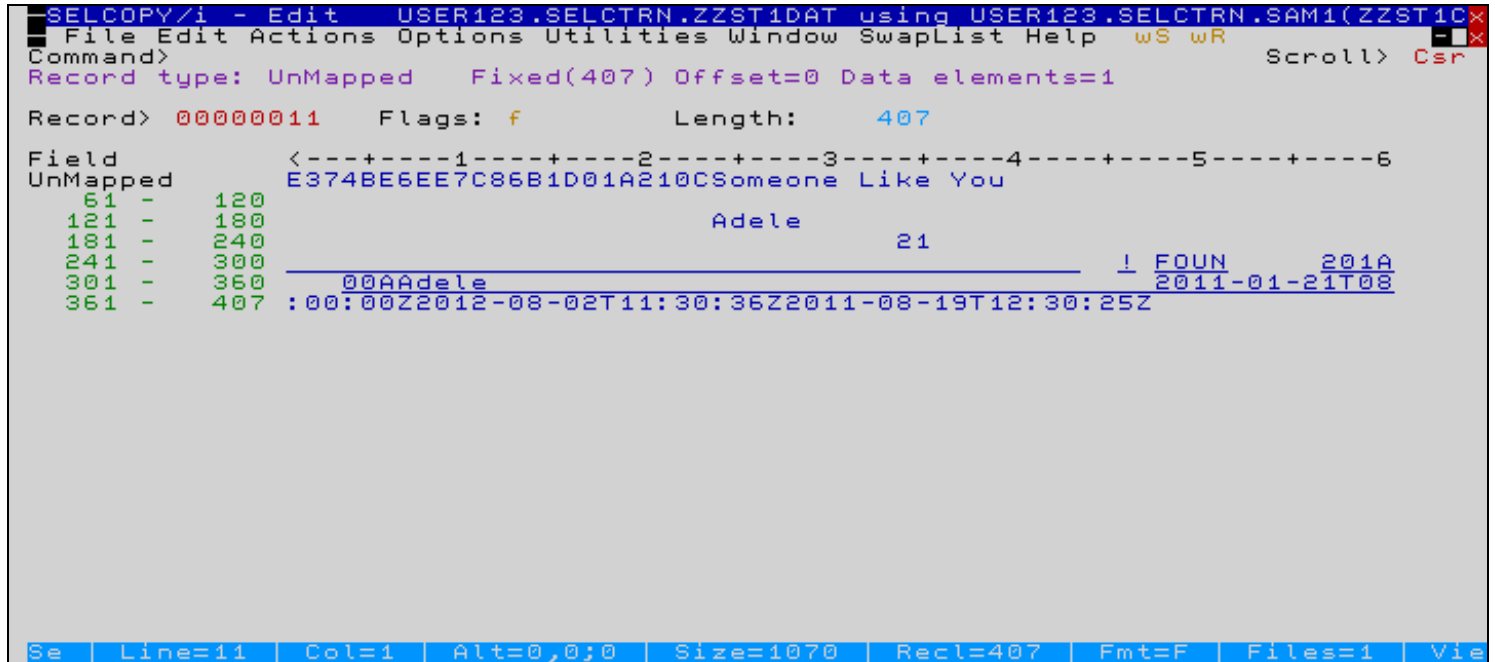 SELCOPY/i - Edit   USER123.SELCTRN.ZZST1DAT using USER123.SELCTRN.SAM1(ZZST1C
File Edit Actions Options Utilities Window SwapList Help  wS wR
Command>                                                            Scroll> Csr
Record type: UnMapped   Fixed(407) Offset=0 Data elements=1
Record> 00000011   Flags: f        Length:    407
Field         <---+----1----+----2----+----3----+----4----+----5----+----6
UnMapped      E374BE6EE7C86B1D01A210CSomeone Like You
61 -    120
121 -    180                        Adele
181 -    240                                  21
241 -    300                                              ! FOUN     201A
301 -    360    00AAdele                                    2011-01-21T08
361 -    407 :00:00Z2012-08-02T11:30:36Z2011-08-19T12:30:25Z
Se | Line=11 | Col=1 | Alt=0,0;0 | Size=1070 | Recl=407 | Fmt=F | Files=1 | Vie